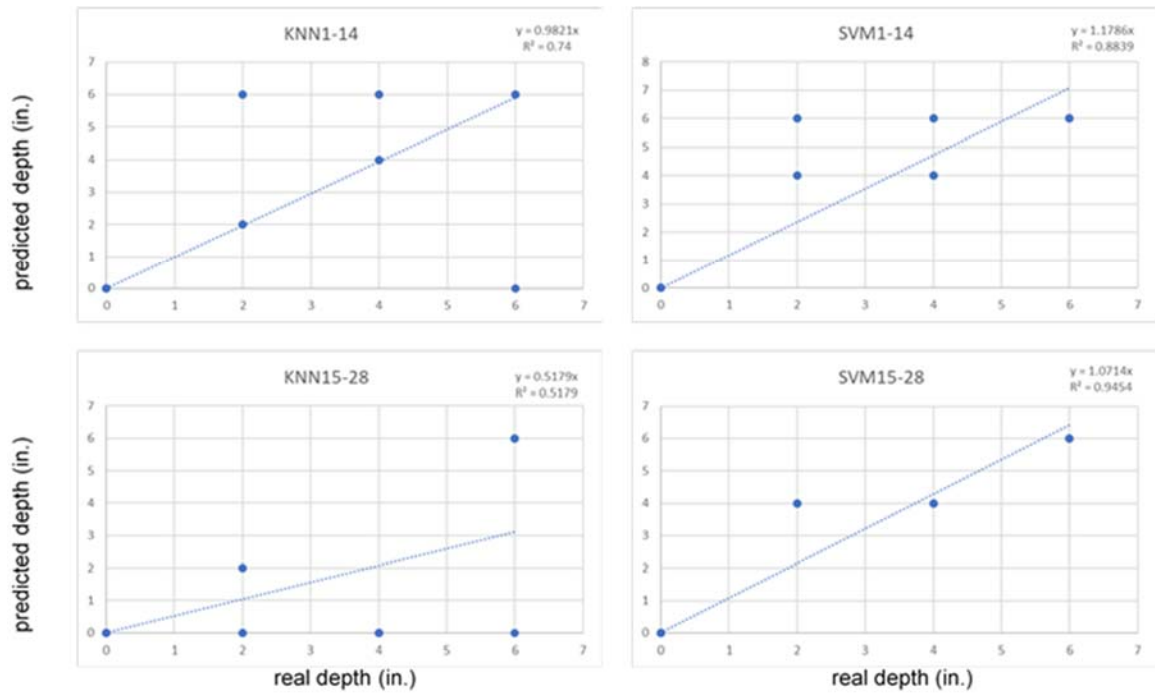 KNN1-14
y = 0.9821x
R² = 0.74
7
6
5
4
3
2
1
0
0 1 2 3 4 5 6 7
predicted depth (in.)
SVM1-14
y = 1.1786x
R² = 0.8839
8
7
6
5
4
3
2
1
0
0 1 2 3 4 5 6 7
KNN15-28
y = 0.5179x
R² = 0.5179
7
6
5
4
3
2
1
0
0 1 2 3 4 5 6 7
predicted depth (in.)
real depth (in.)
SVM15-28
y = 1.0714x
R² = 0.9454
7
6
5
4
3
2
1
0
0 1 2 3 4 5 6 7
real depth (in.)